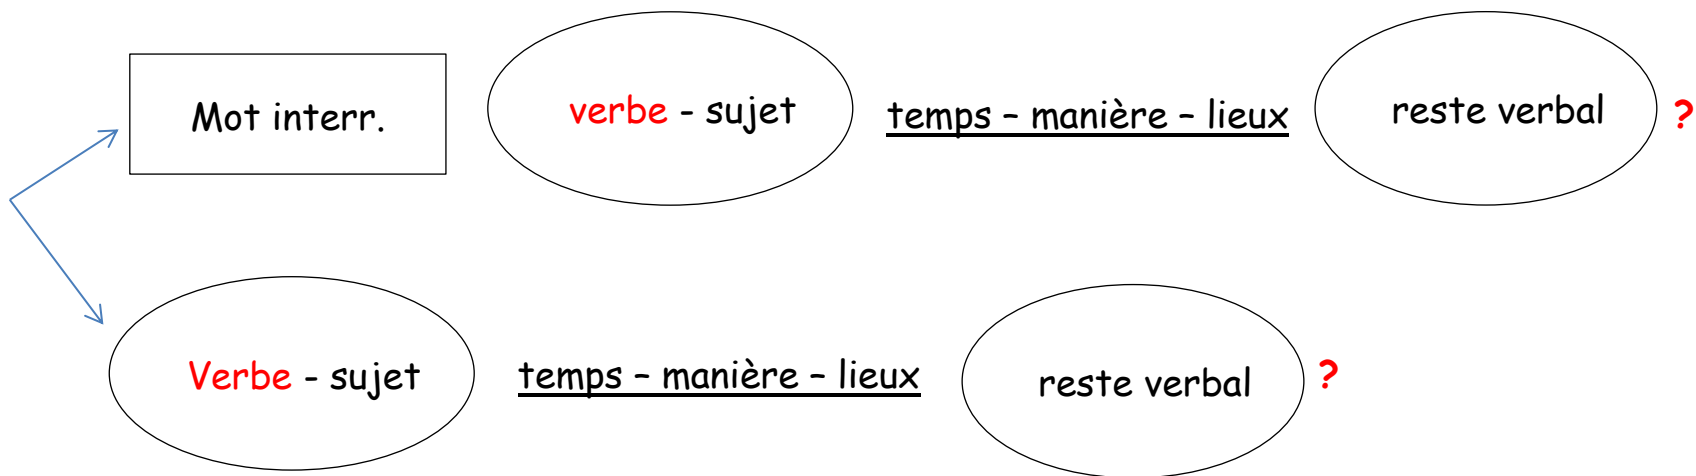 Mot interr. verbe - sujet temps – manière – lieux reste verbal ?
Verbe - sujet temps – manière – lieux reste verbal ?